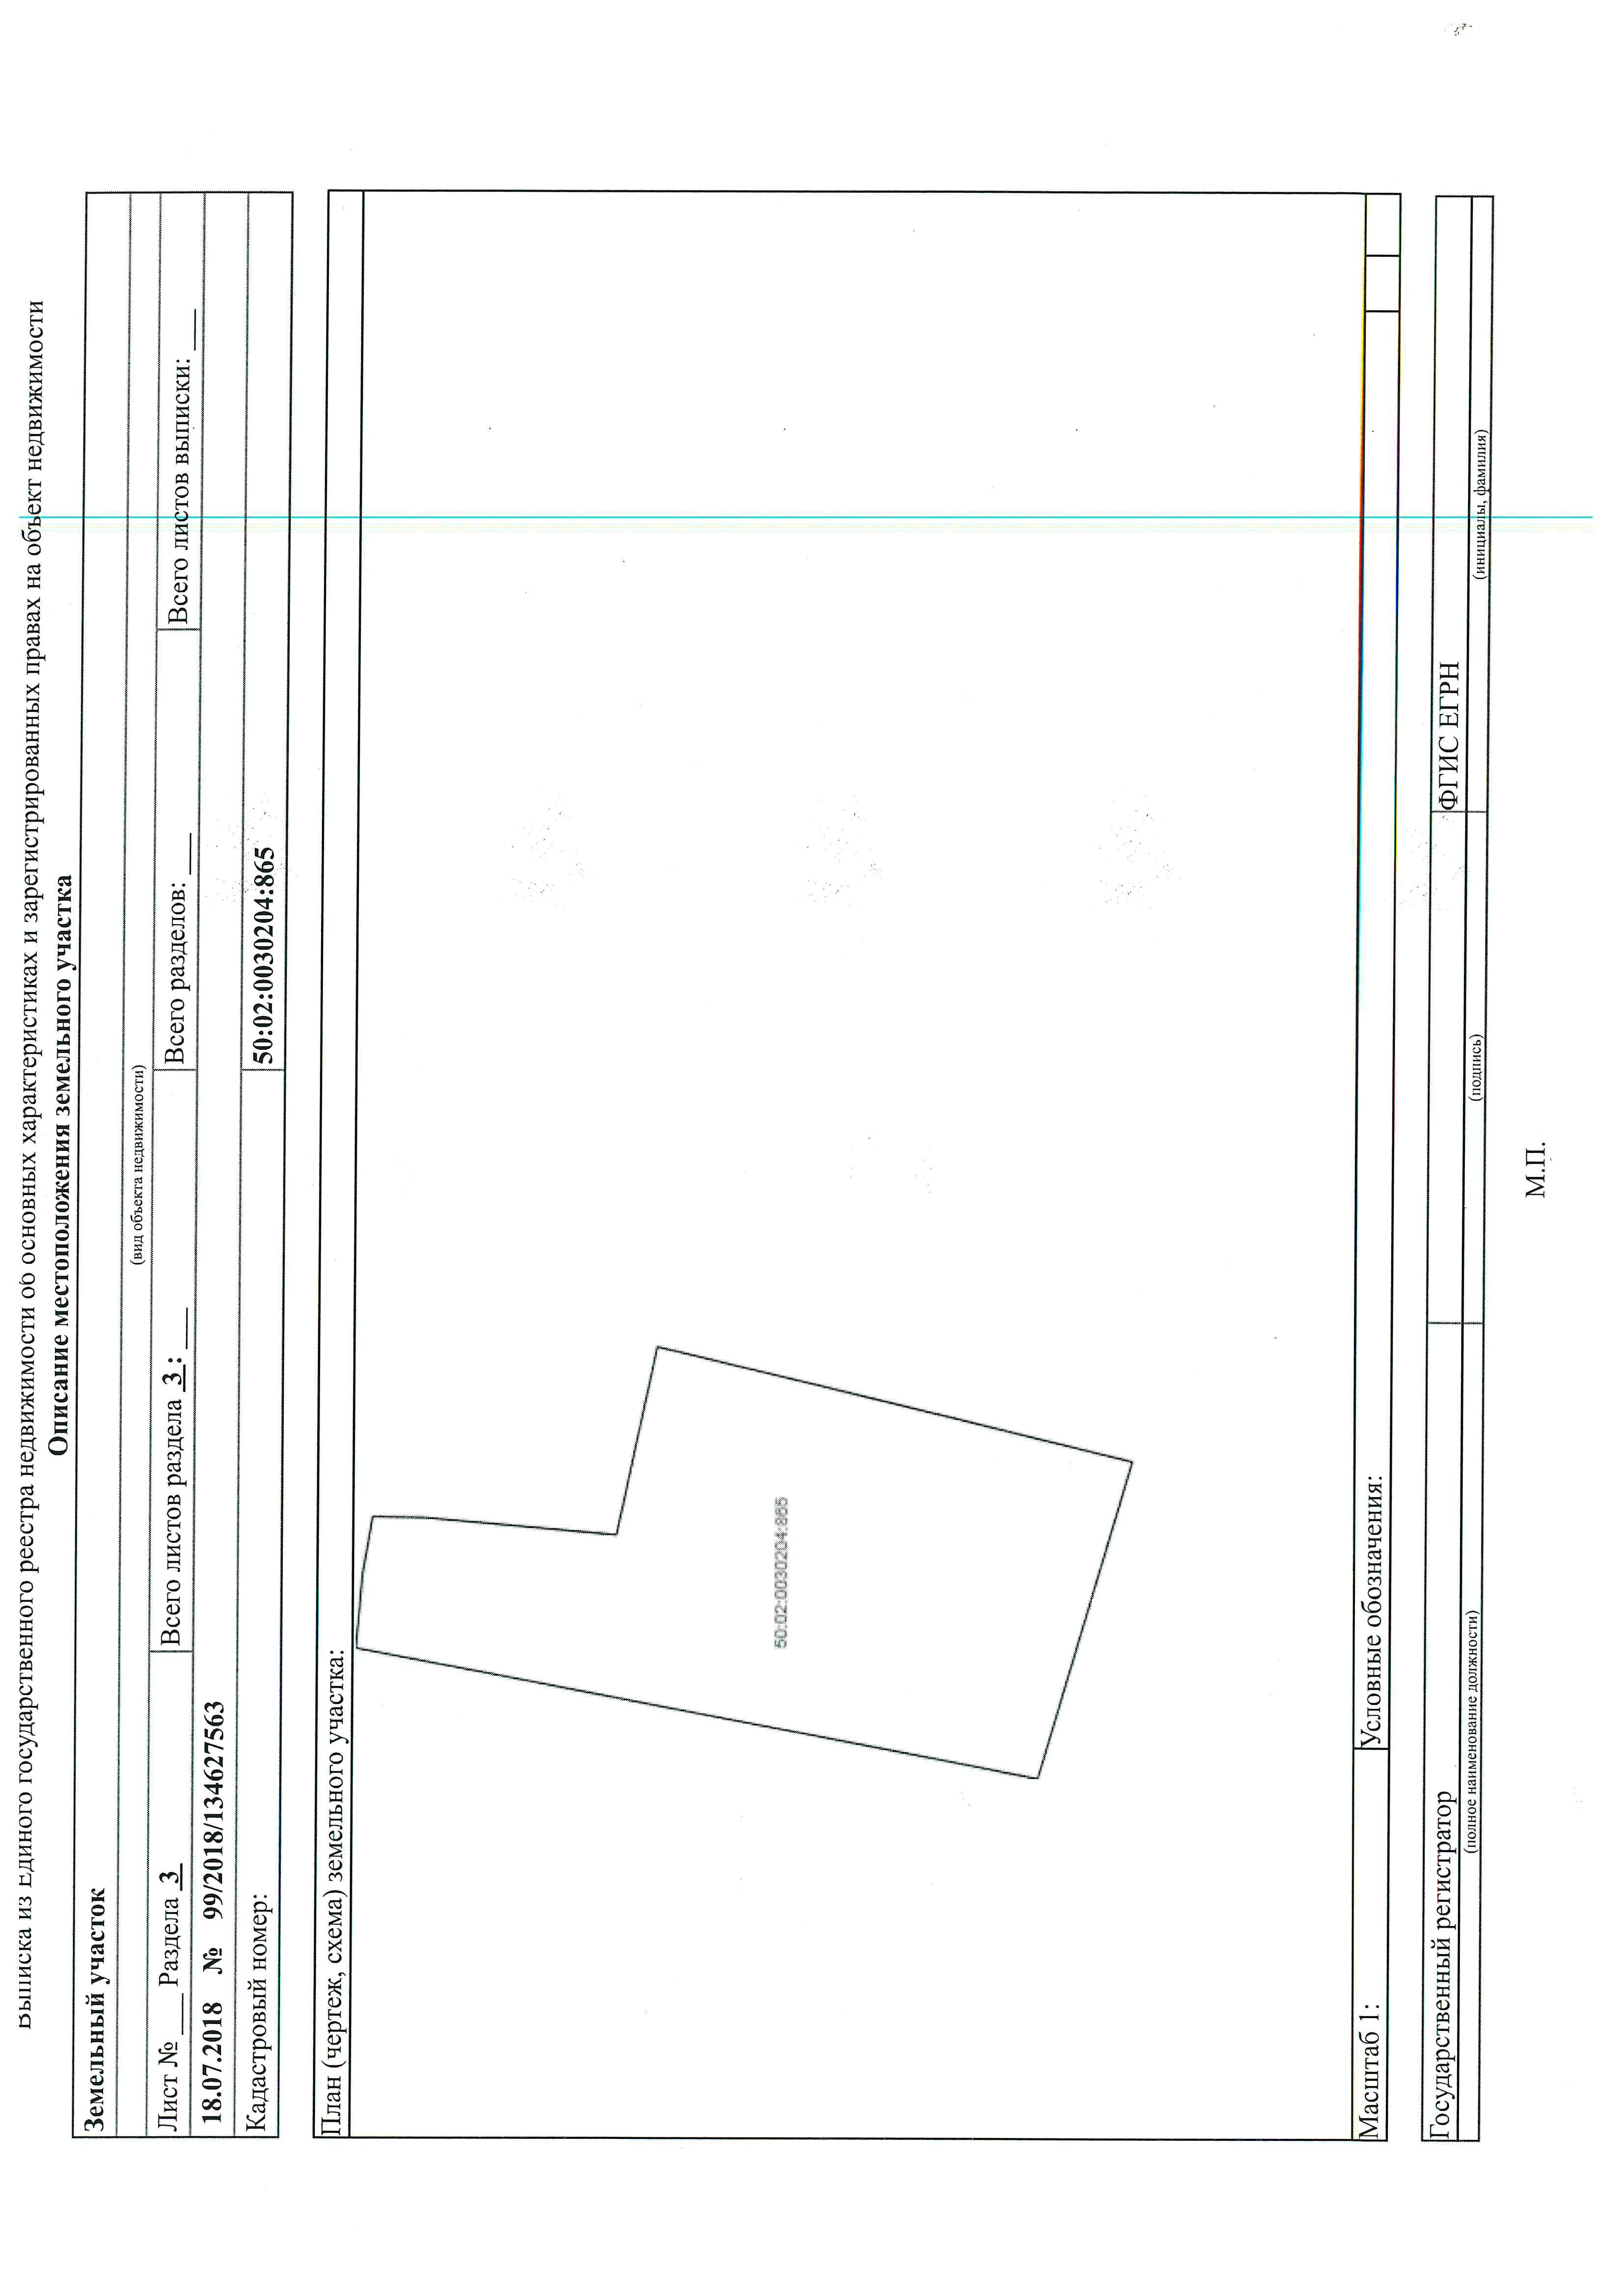 Выписка из Единого государственного реестра недвижимости об основных характеристиках и зарегистрированных правах на объект недвижимости
Описание местоположения земельного участка
Земельный участок
(вид объекта недвижимости)
Лист № ___ Раздела 3 Всего листов раздела 3 : ___ Всего разделов: ___ Всего листов выписки: ___
18.07.2018 № 99/2018/134627563
Кадастровый номер: 50:02:0030204:865
План (чертеж, схема) земельного участка:
50:02:0030204:865
Масштаб 1: Условные обозначения:
Государственный регистратор ФГИС ЕГРН
(полное наименование должности) (подпись) (инициалы, фамилия)
М.П.